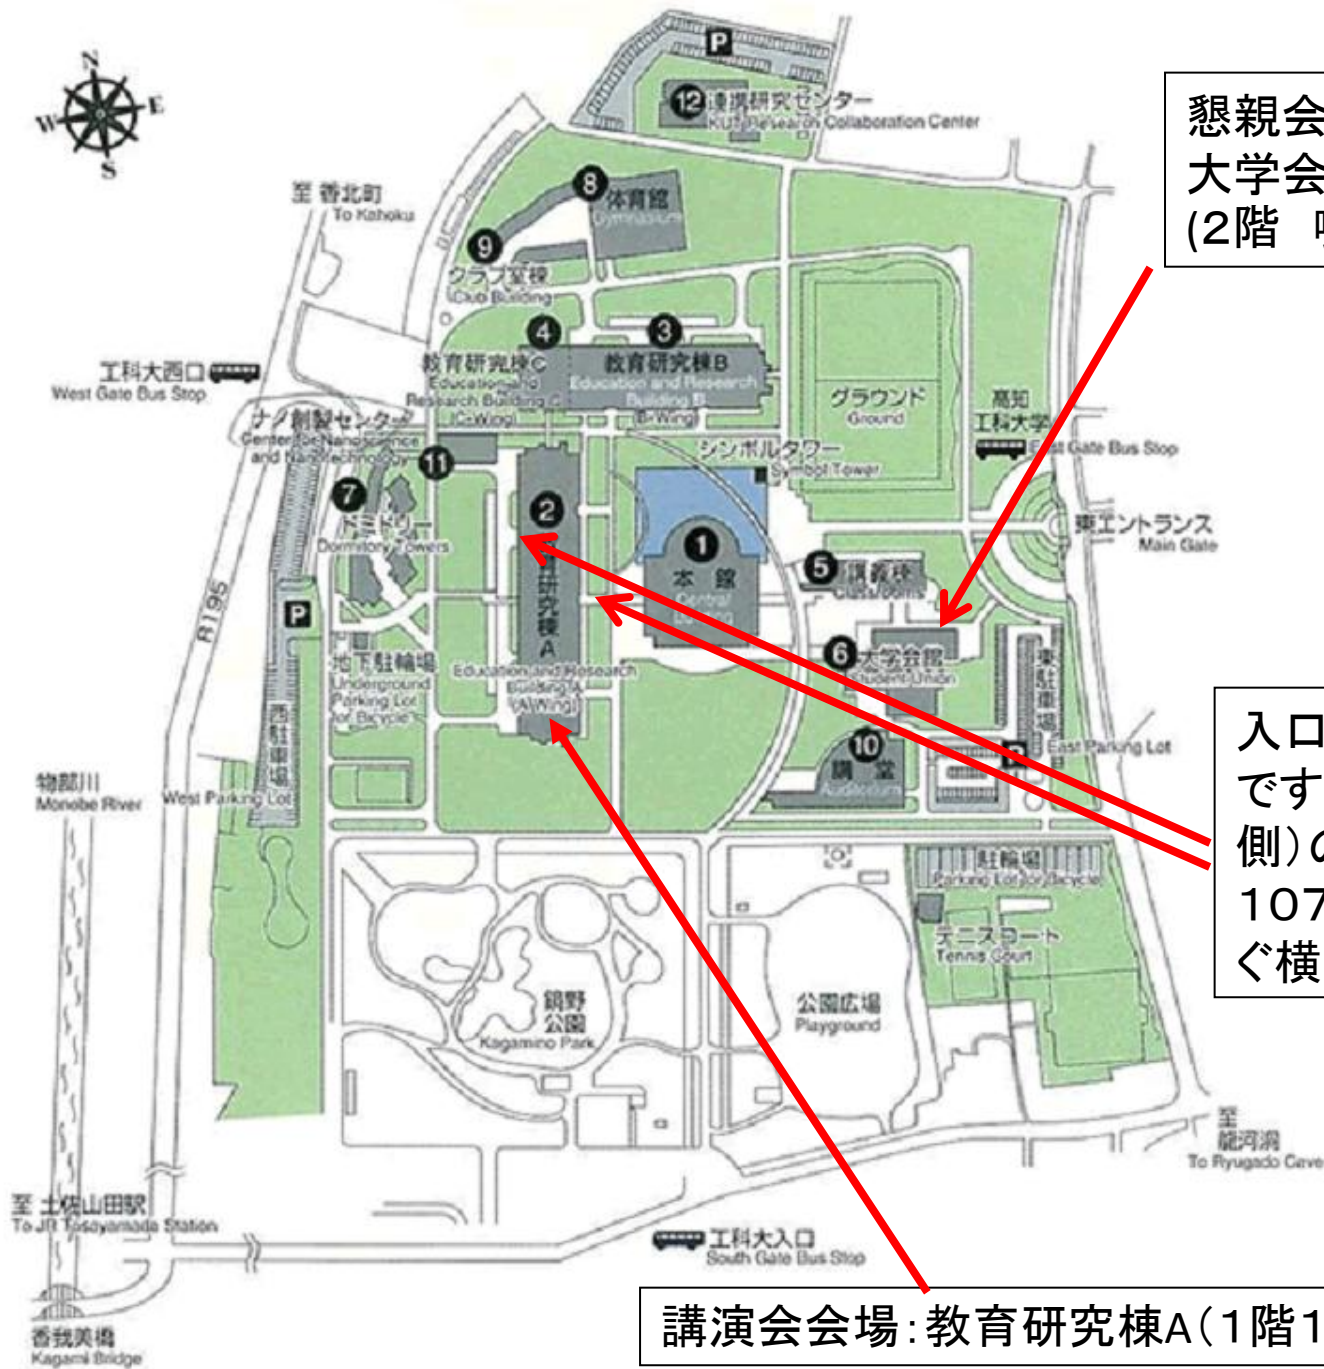 N
W
E
S
P
12
連携研究センター
KUT Research Collaboration Center
懇親会
大学会
(2階
至 香北町
To Kahoku
8
体育館
Gymnasium
9
クラブ室棟
Club Building
4
3
教育研究棟C
Education and
Research Building C
(C-Wing)
教育研究棟B
Education and Research
Building B
(B-Wing)
工科大西口
West Gate Bus Stop
グラウンド
Ground
高知
工科大学
East Gate Bus Stop
ナノ創製センター
Center for Nanoscience
and Nanotechnology
11
シンボルタワー
Symbol Tower
7
ドミトリー
Dormitory Towers
2
研究棟A
Education and Research
Building A
(A-Wing)
1
本館
Central
Building
5
講義棟
Classrooms
東エントランス
Main Gate
R195
P
地下駐輪場
Underground
Parking Lot
for Bicycle
6
大学会館
Student Union
東駐車場
P
East Parking Lot
10
講堂
Auditorium
西駐車場
West Parking Lot
物部川
Monobe River
入口
です
側)の
107
ぐ横
駐輪場
Parking Lot for Bicycle
テニスコート
Tennis Court
鏡野
公園
Kagamino Park
公園広場
Playground
至
龍河洞
To Ryugado Cave
至 土佐山田駅
To JR Tosayamada Station
工科大入口
South Gate Bus Stop
香我美橋
Kagami Bridge
講演会会場:教育研究棟A(1階1